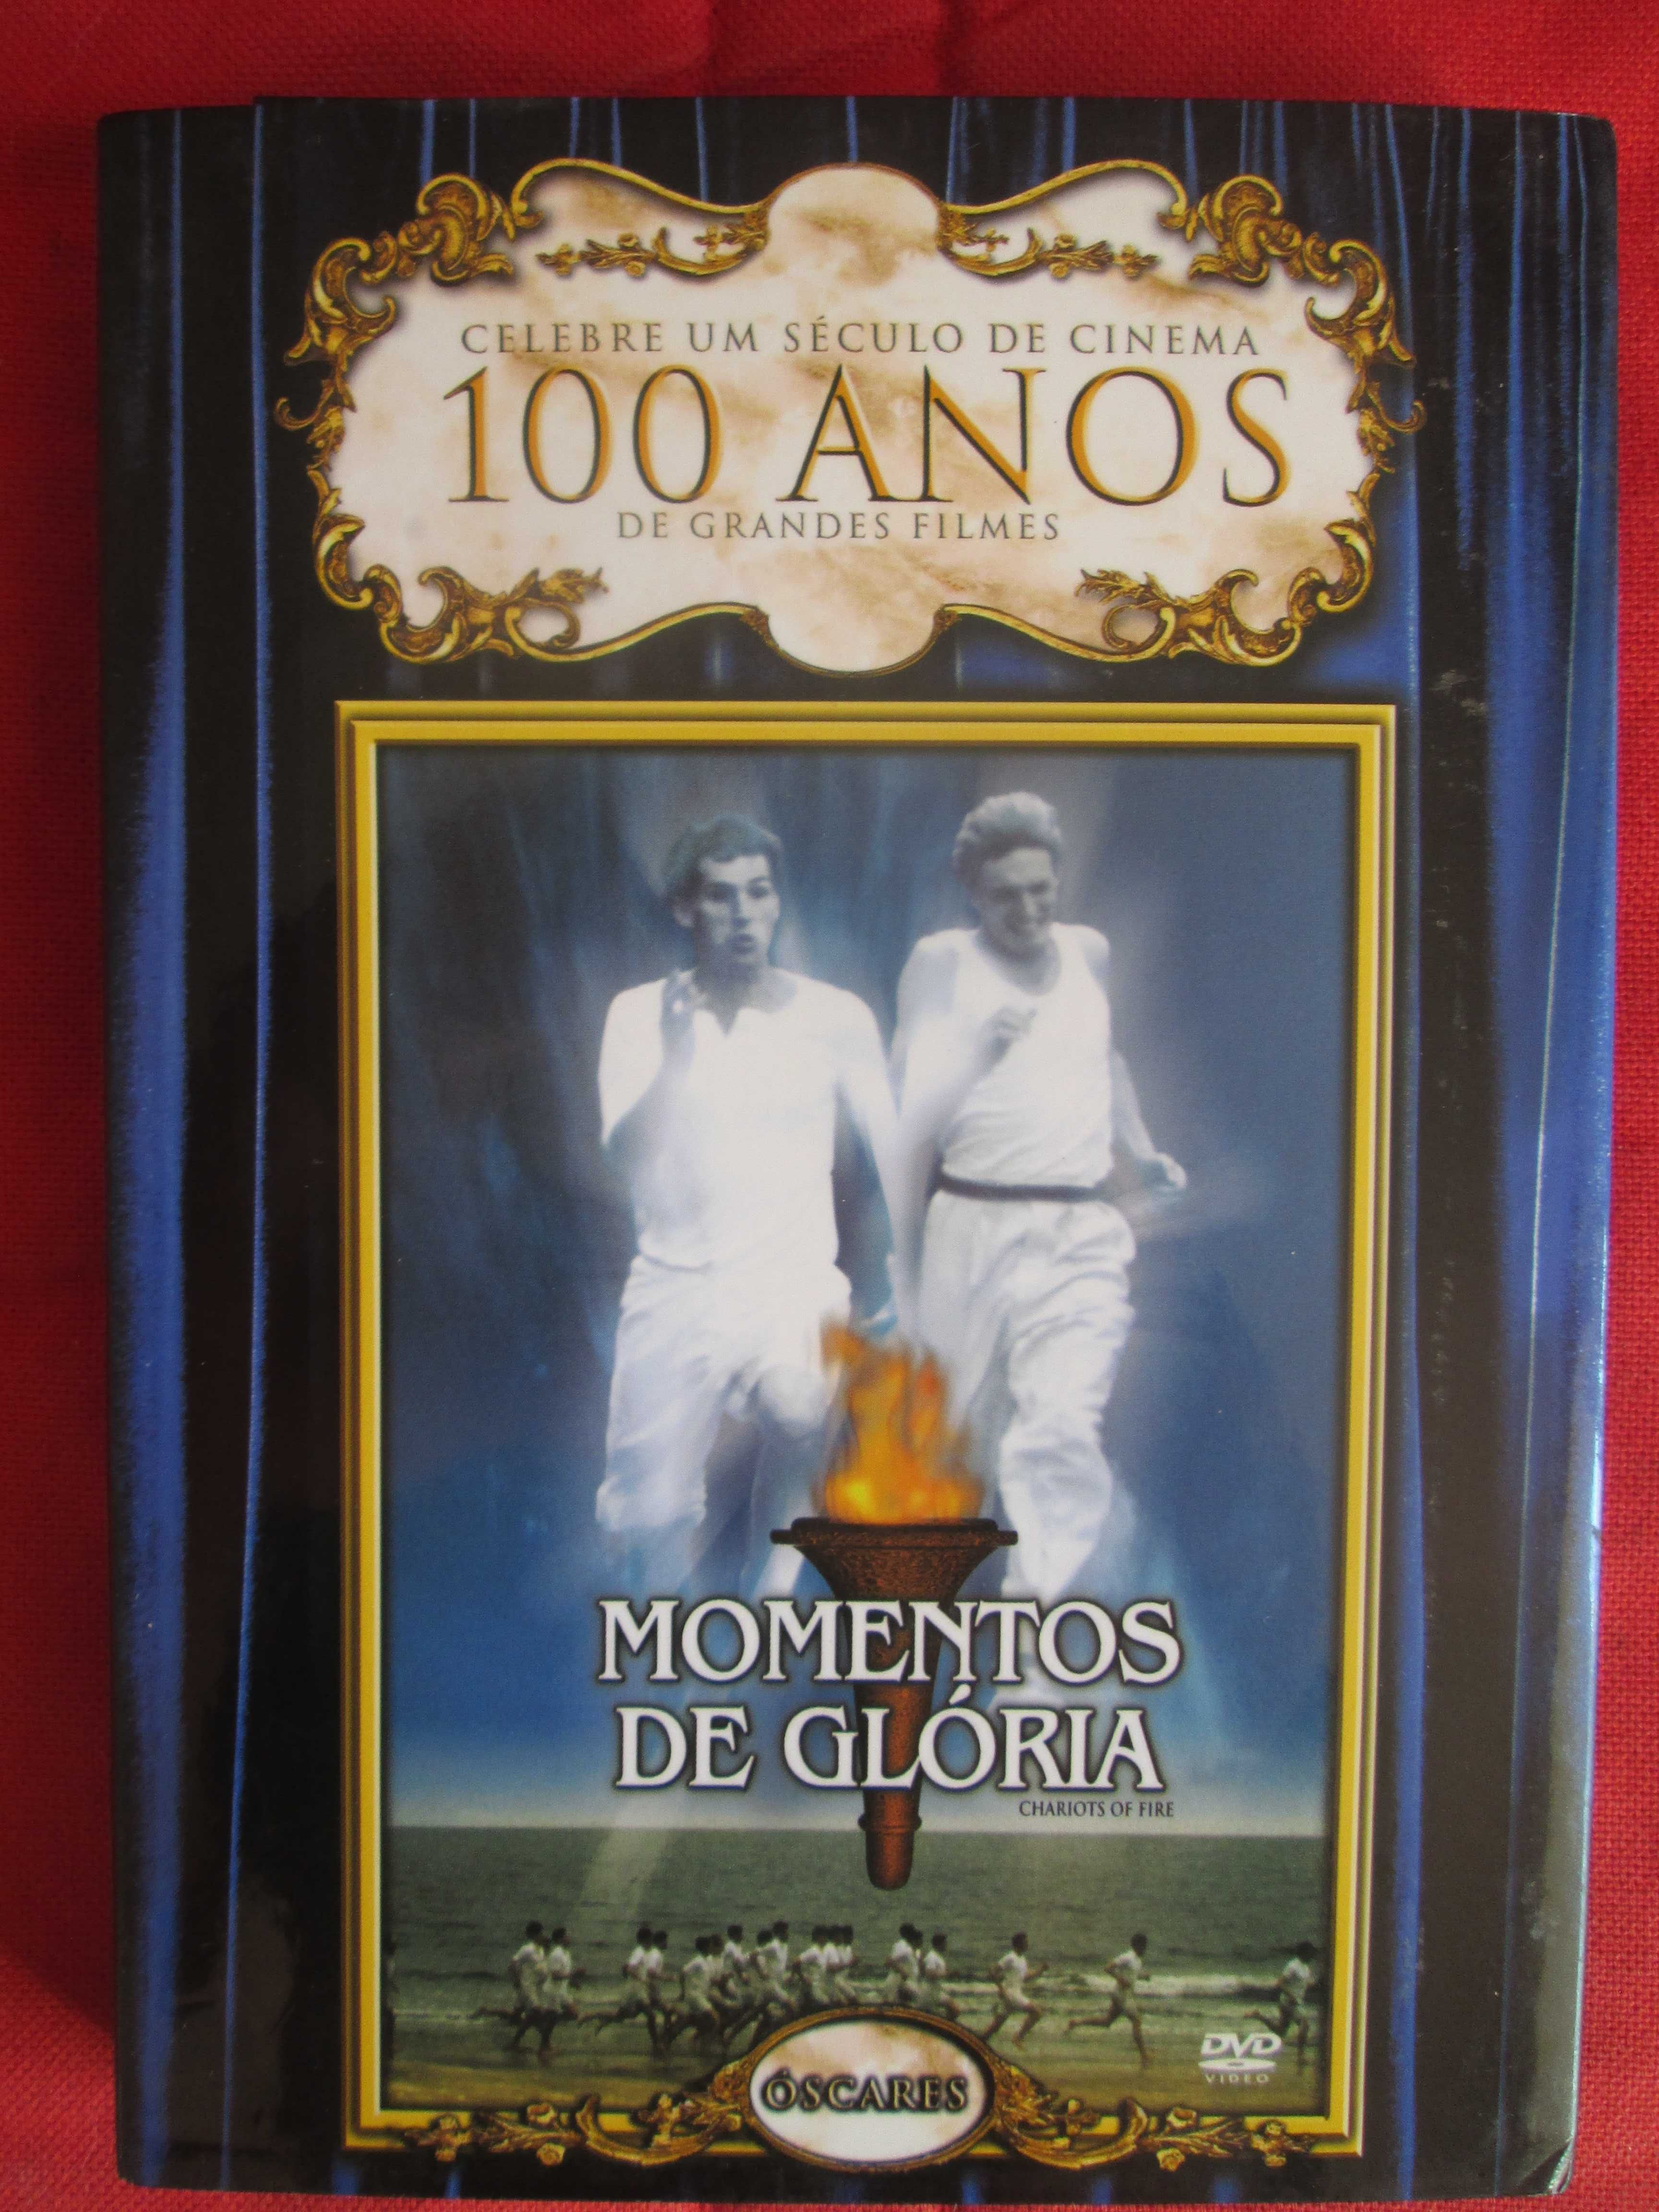 CELEBRE UM SÉCULO DE CINEMA
100 ANOS
DE GRANDES FILMES
MOMENTOS
DE GLÓRIA
CHARIOTS OF FIRE
DVD
VIDEO
ÓSCARES